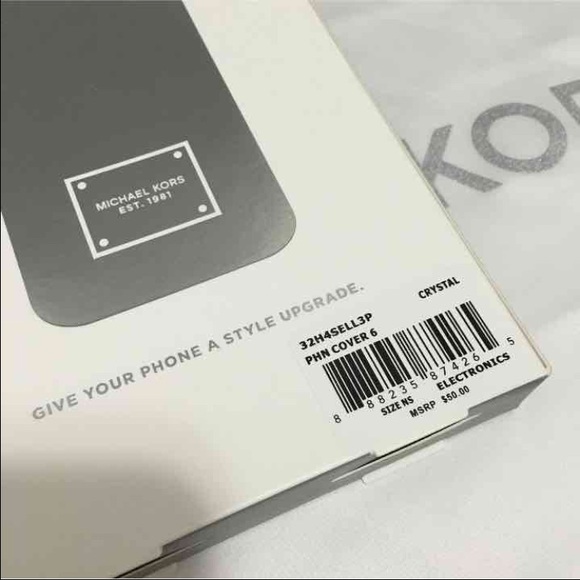 MICHAEL KORS
EST. 1981
GIVE YOUR PHONE A STYLE UPGRADE.
32H4SELL3P
CRYSTAL
PHN COVER 6
8 88235 87426 5
SIZE NS
ELECTRONICS
MSRP $50.00
KOR